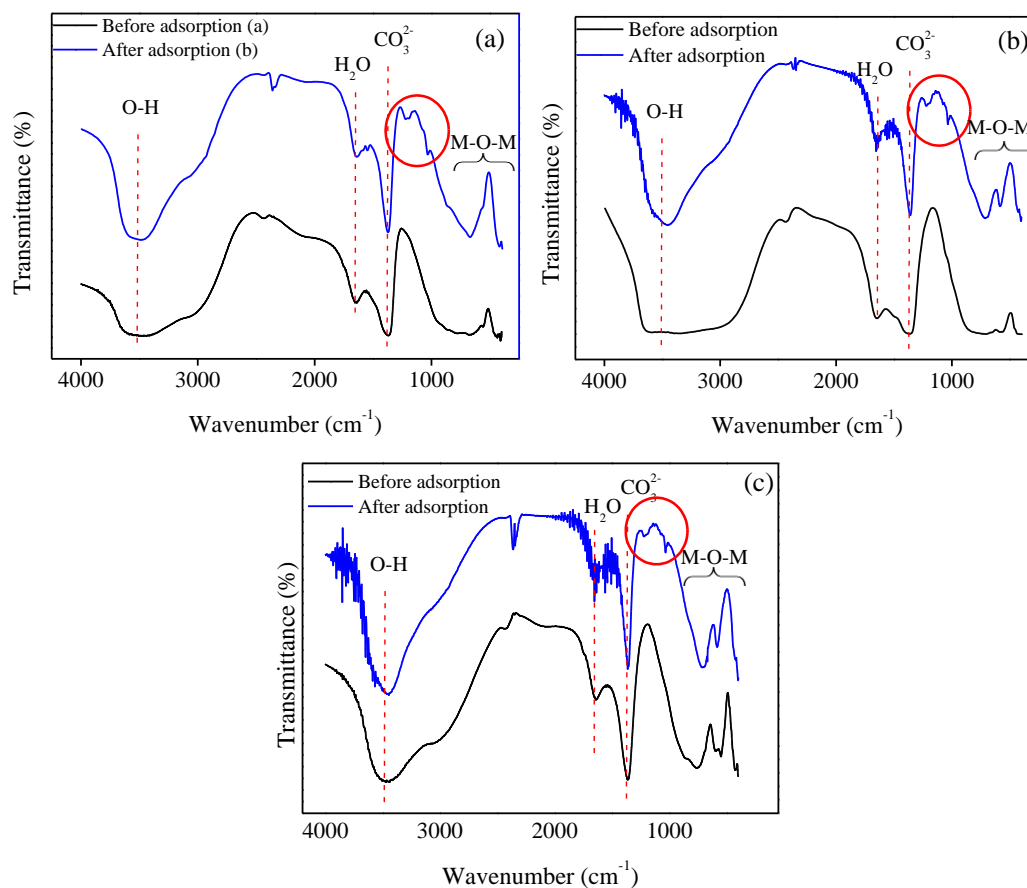 Before adsorption (a)
After adsorption (b)
(a)
CO₃²⁻
H₂O
O-H
M-O-M
Transmittance (%)
4000 3000 2000 1000
Wavenumber (cm⁻¹)
Before adsorption
After adsorption
(b)
CO₃²⁻
H₂O
O-H
M-O-M
Transmittance (%)
4000 3000 2000 1000
Wavenumber (cm⁻¹)
Before adsorption
After adsorption
(c)
CO₃²⁻
H₂O
O-H
M-O-M
Transmittance (%)
4000 3000 2000 1000
Wavenumber (cm⁻¹)